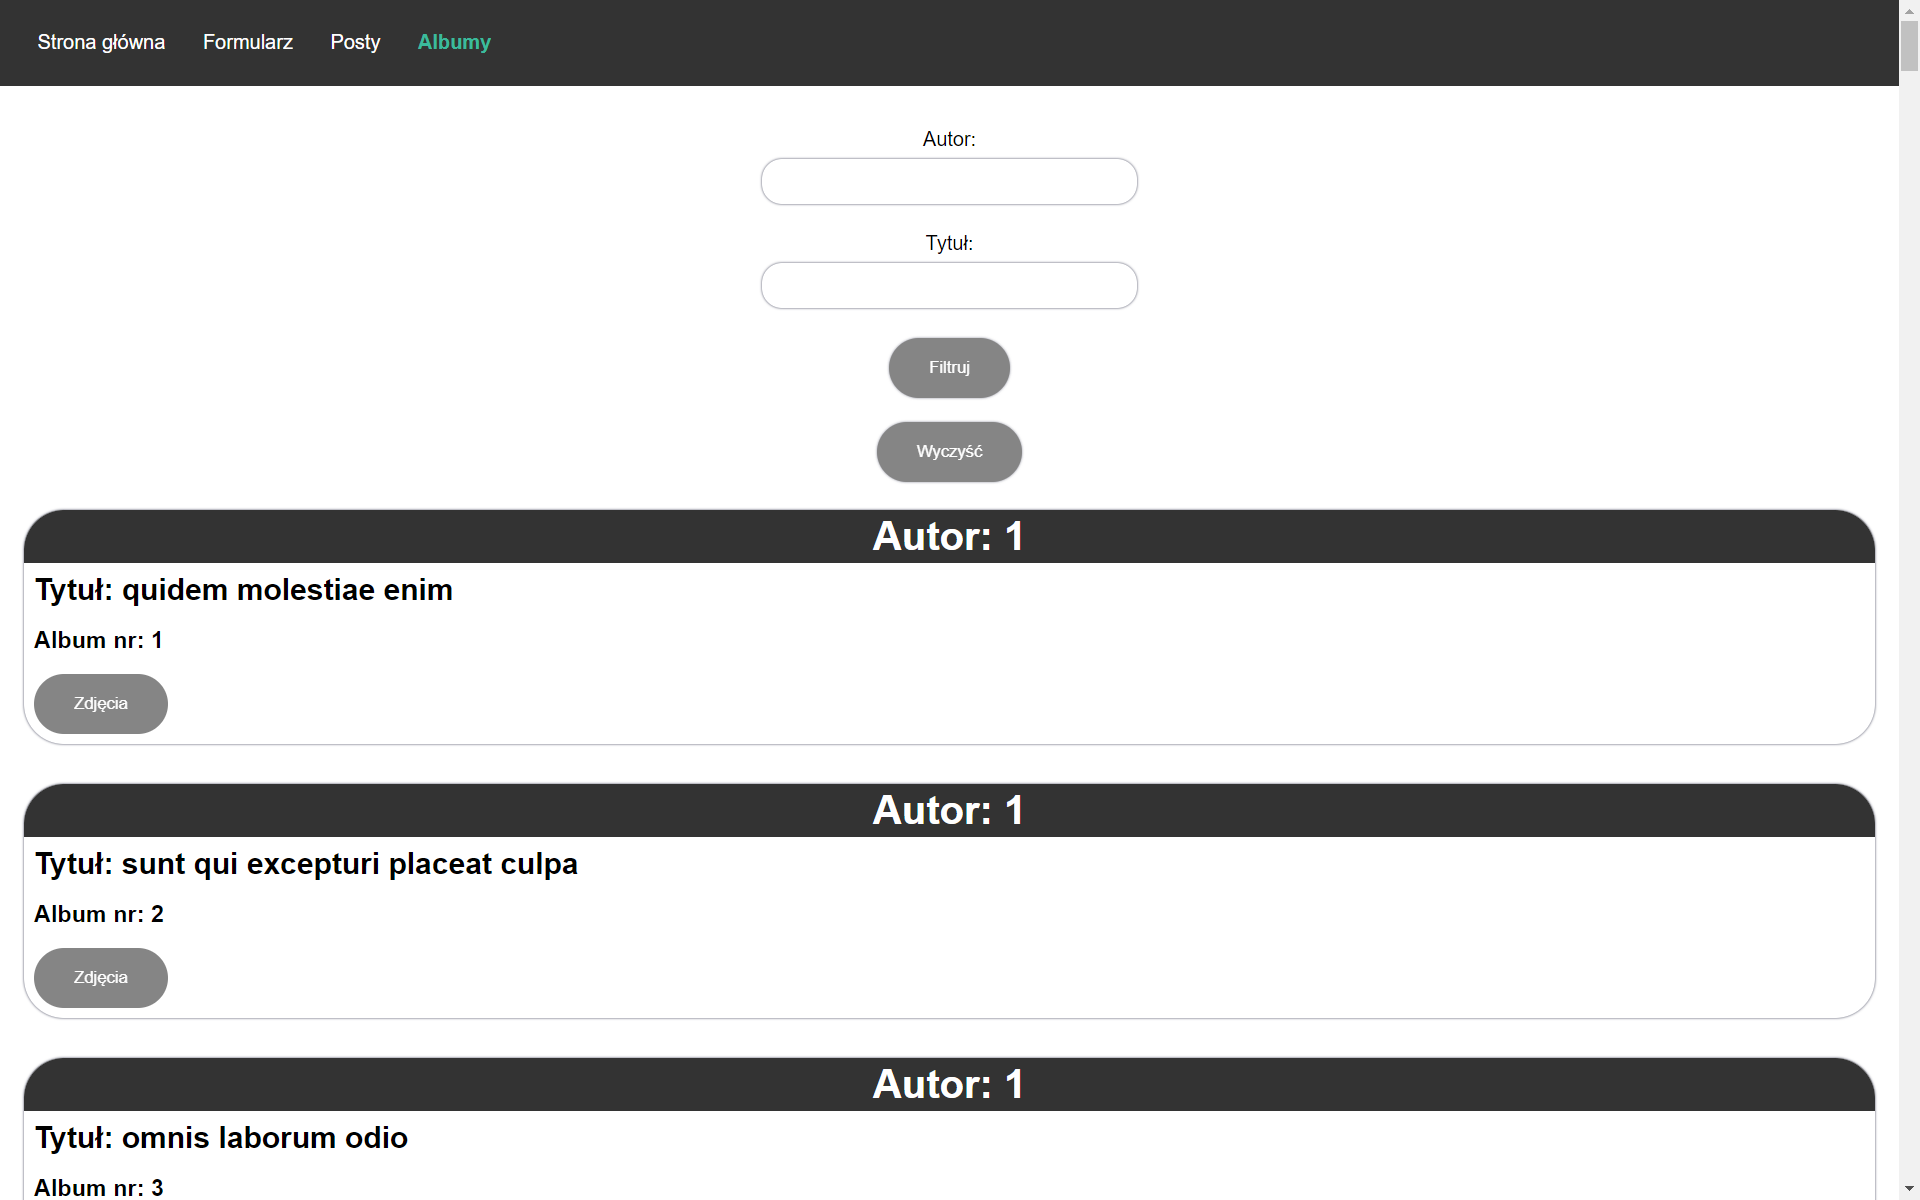 Strona główna Formularz Posty Albumy
Autor:
Tytuł:
Filtruj
Wyczyść
Autor: 1
Tytuł: quidem molestiae enim
Album nr: 1
Zdjęcia
Autor: 1
Tytuł: sunt qui excepturi placeat culpa
Album nr: 2
Zdjęcia
Autor: 1
Tytuł: omnis laborum odio
Album nr: 3